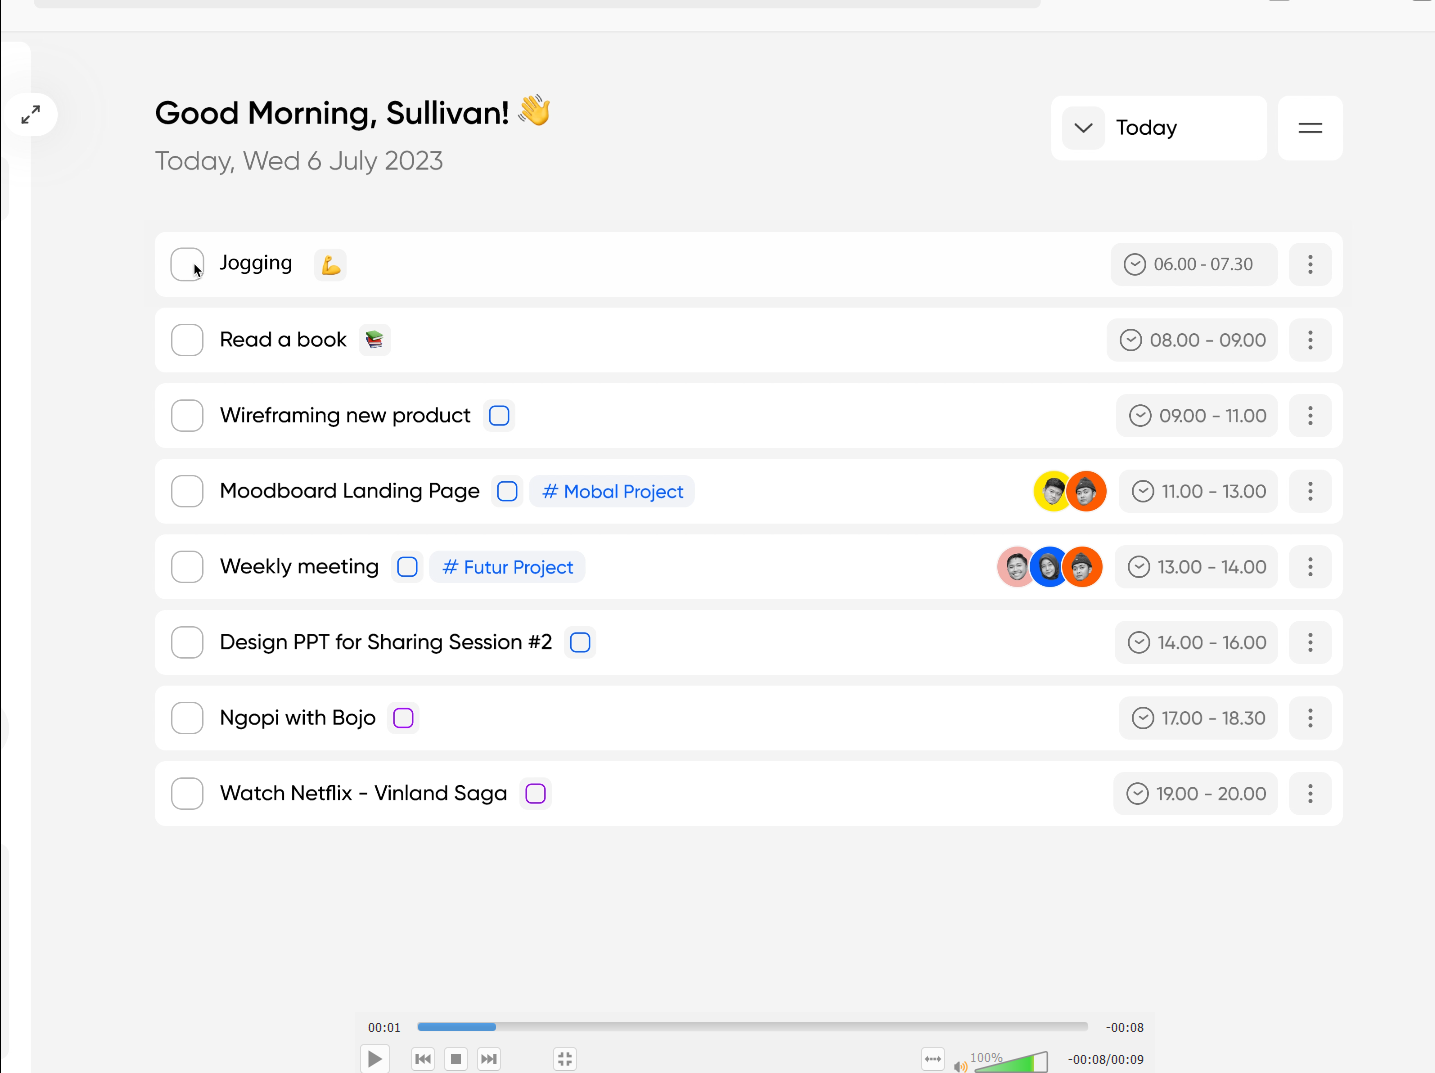 Good Morning, Sullivan! 👋
Today, Wed 6 July 2023
Today
Jogging 💪 06.00 - 07.30
Read a book 📚 08.00 - 09.00
Wireframing new product 09.00 - 11.00
Moodboard Landing Page # Mobal Project 11.00 - 13.00
Weekly meeting # Futur Project 13.00 - 14.00
Design PPT for Sharing Session #2 14.00 - 16.00
Ngopi with Bojo 17.00 - 18.30
Watch Netflix - Vinland Saga 19.00 - 20.00
00:01 -00:08
100% -00:08/00:09